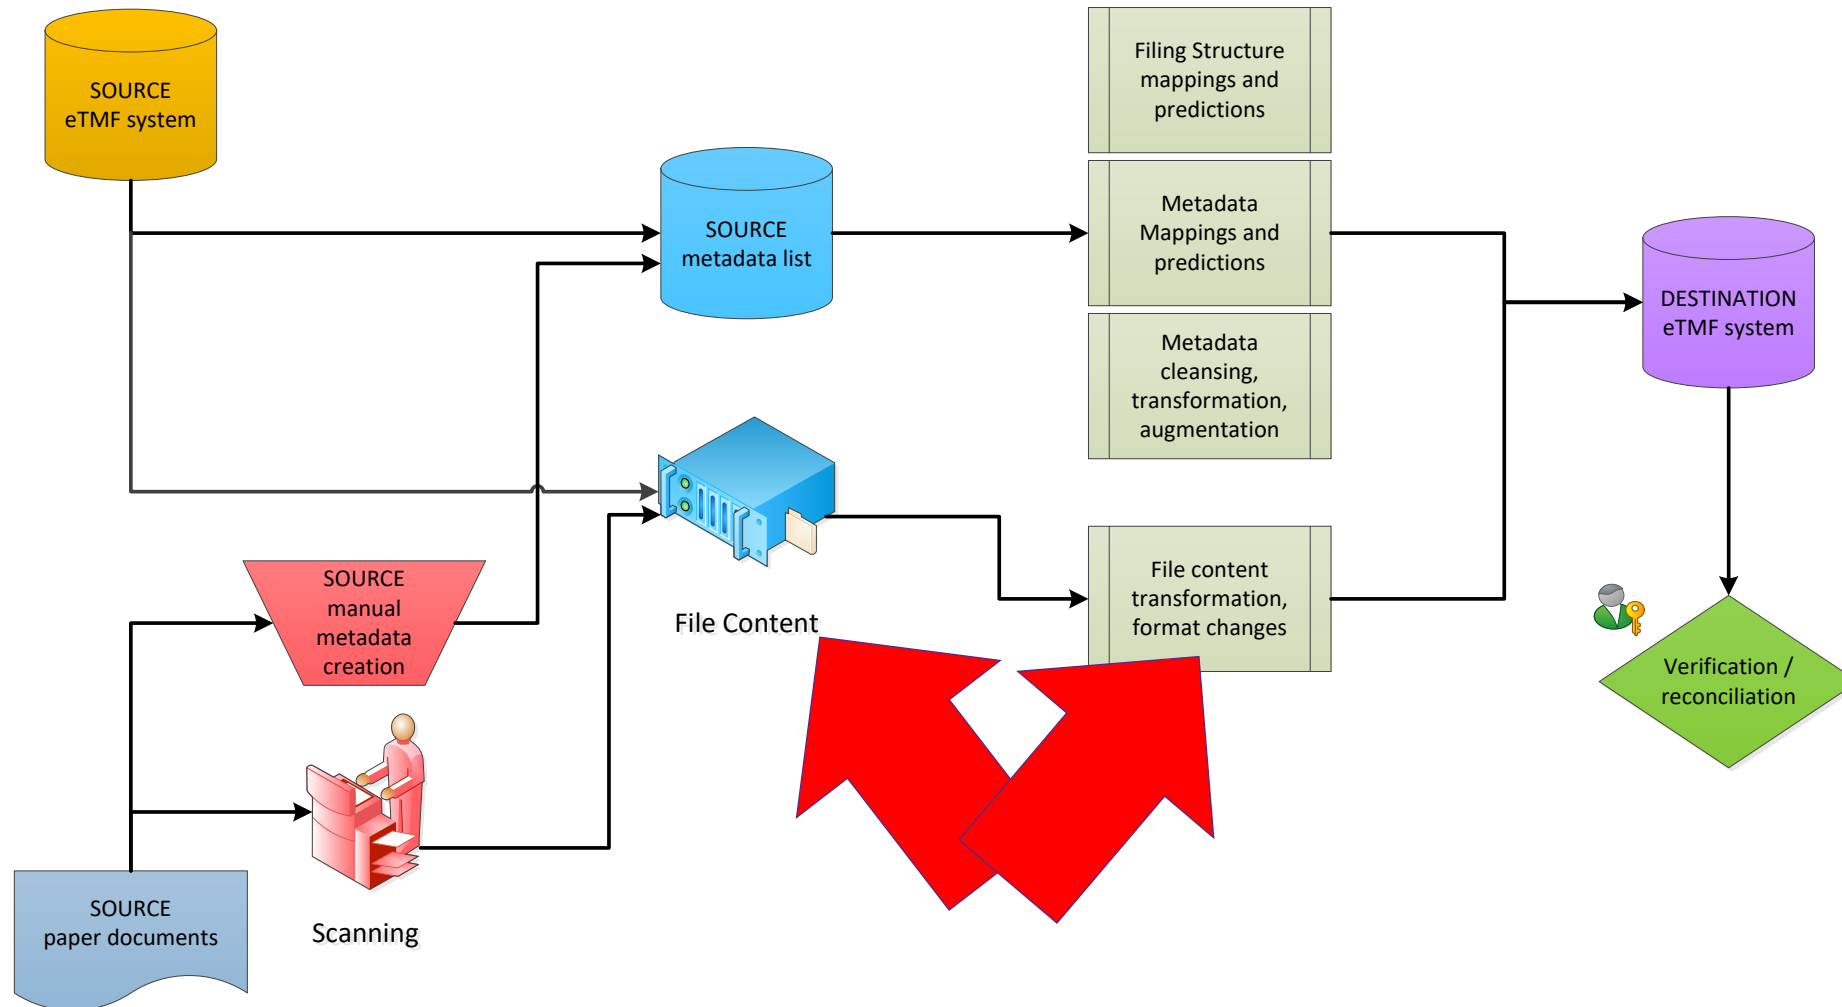 SOURCE
eTMF system
SOURCE
metadata list
Filing Structure
mappings and
predictions
Metadata
Mappings and
predictions
Metadata
cleansing,
transformation,
augmentation
DESTINATION
eTMF system
File Content
File content
transformation,
format changes
SOURCE
manual
metadata
creation
Verification /
reconciliation
Scanning
SOURCE
paper documents